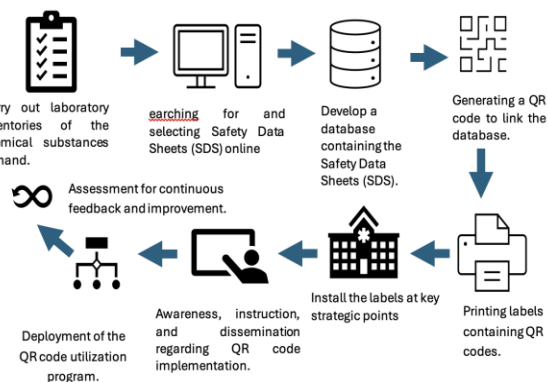 rry out laboratory
entories of the
mical substances
hand.
earching for and
selecting Safety Data
Sheets (SDS) online
Develop a
database
containing the
Safety Data
Sheets (SDS).
Generating a QR
code to link the
database.
Assessment for continuous
feedback and improvement.
Deployment of the
QR code utilization
program.
Awareness, instruction,
and dissemination
regarding QR code
implementation.
Install the labels at key
strategic points
Printing labels
containing QR
codes.